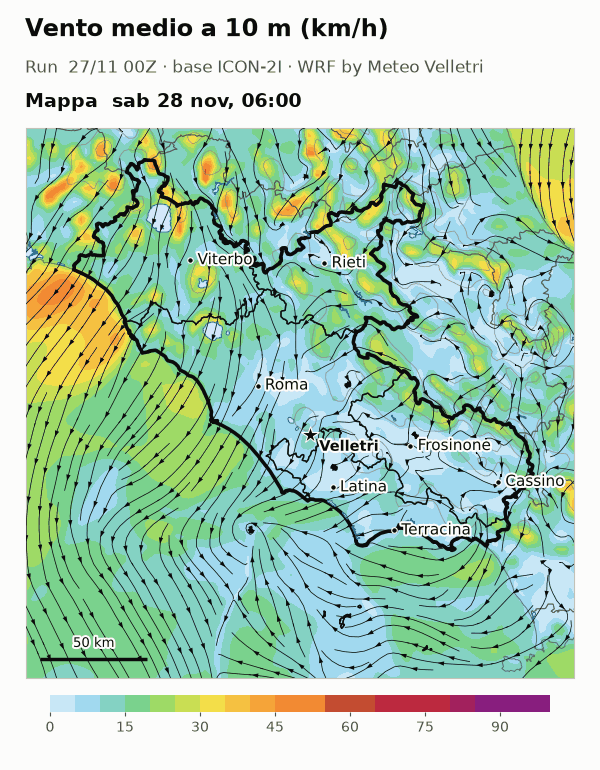 Vento medio a 10 m (km/h)
Run 27/11 00Z · base ICON-2I · WRF by Meteo Velletri
Mappa sab 28 nov, 06:00
Viterbo
Rieti
Roma
Velletri
Frosinone
Latina
Cassino
Terracina
50 km
0 15 30 45 60 75 90